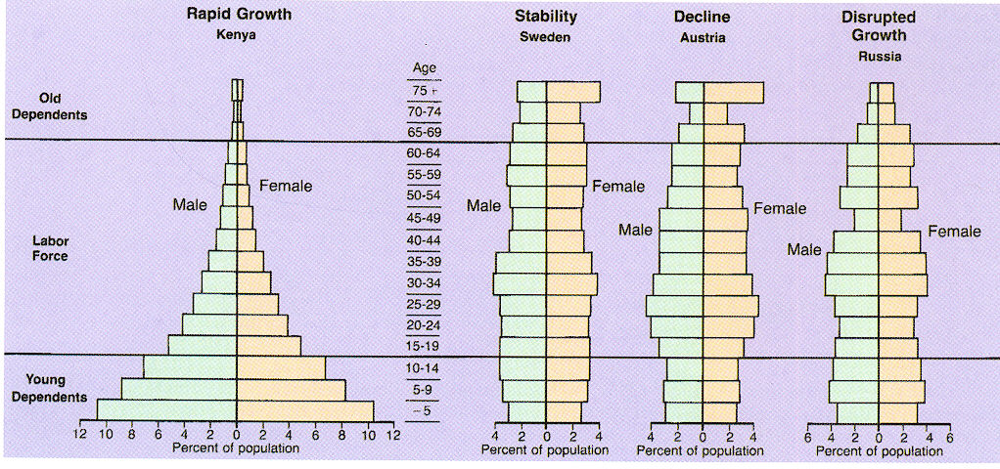 Rapid Growth
Kenya
Stability
Sweden
Decline
Austria
Disrupted
Growth
Russia
Age
75 +
70-74
65-69
60-64
55-59
50-54
45-49
40-44
35-39
30-34
25-29
20-24
15-19
10-14
5-9
-5
Old
Dependents
Labor
Force
Young
Dependents
Male
Female
Male
Female
Male
Female
Male
Female
12 10 8 6 4 2 0 2 4 6 8 10 12
Percent of population
4 2 0 2 4
Percent of population
4 2 0 2 4
Percent of population
6 4 2 0 2 4 6
Percent of population